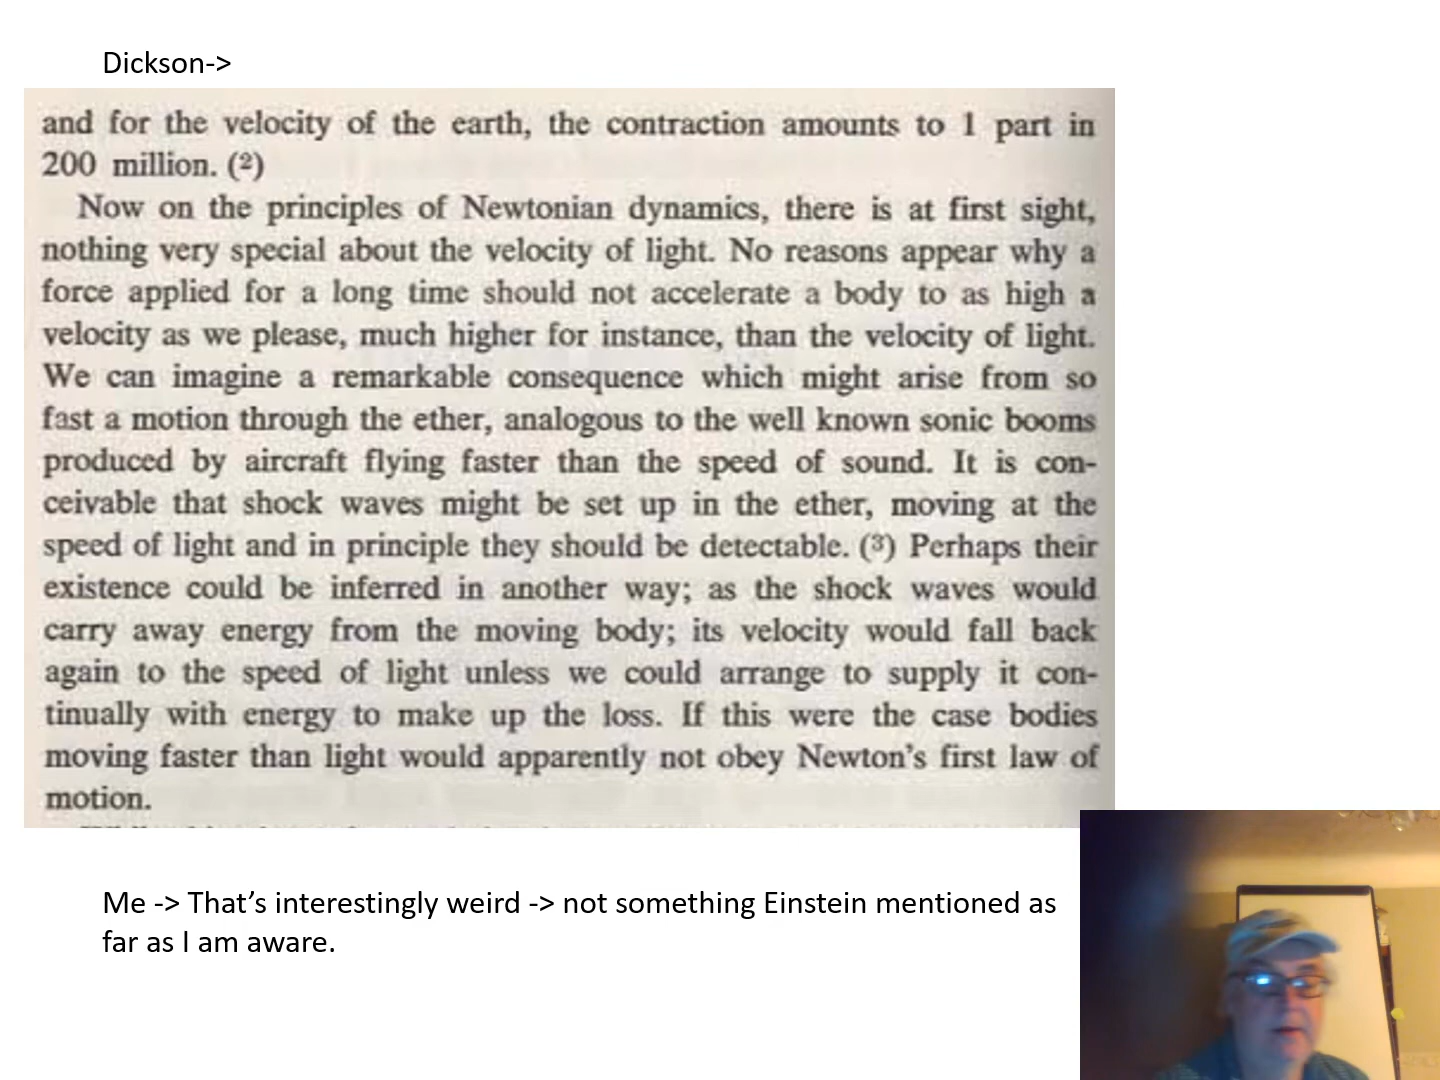 Dickson->
and for the velocity of the earth, the contraction amounts to 1 part in
200 million. (²)
Now on the principles of Newtonian dynamics, there is at first sight,
nothing very special about the velocity of light. No reasons appear why a
force applied for a long time should not accelerate a body to as high a
velocity as we please, much higher for instance, than the velocity of light.
We can imagine a remarkable consequence which might arise from so
fast a motion through the ether, analogous to the well known sonic booms
produced by aircraft flying faster than the speed of sound. It is con-
ceivable that shock waves might be set up in the ether, moving at the
speed of light and in principle they should be detectable. (³) Perhaps their
existence could be inferred in another way; as the shock waves would
carry away energy from the moving body; its velocity would fall back
again to the speed of light unless we could arrange to supply it con-
tinually with energy to make up the loss. If this were the case bodies
moving faster than light would apparently not obey Newton's first law of
motion.
Me -> That's interestingly weird -> not something Einstein mentioned as
far as I am aware.